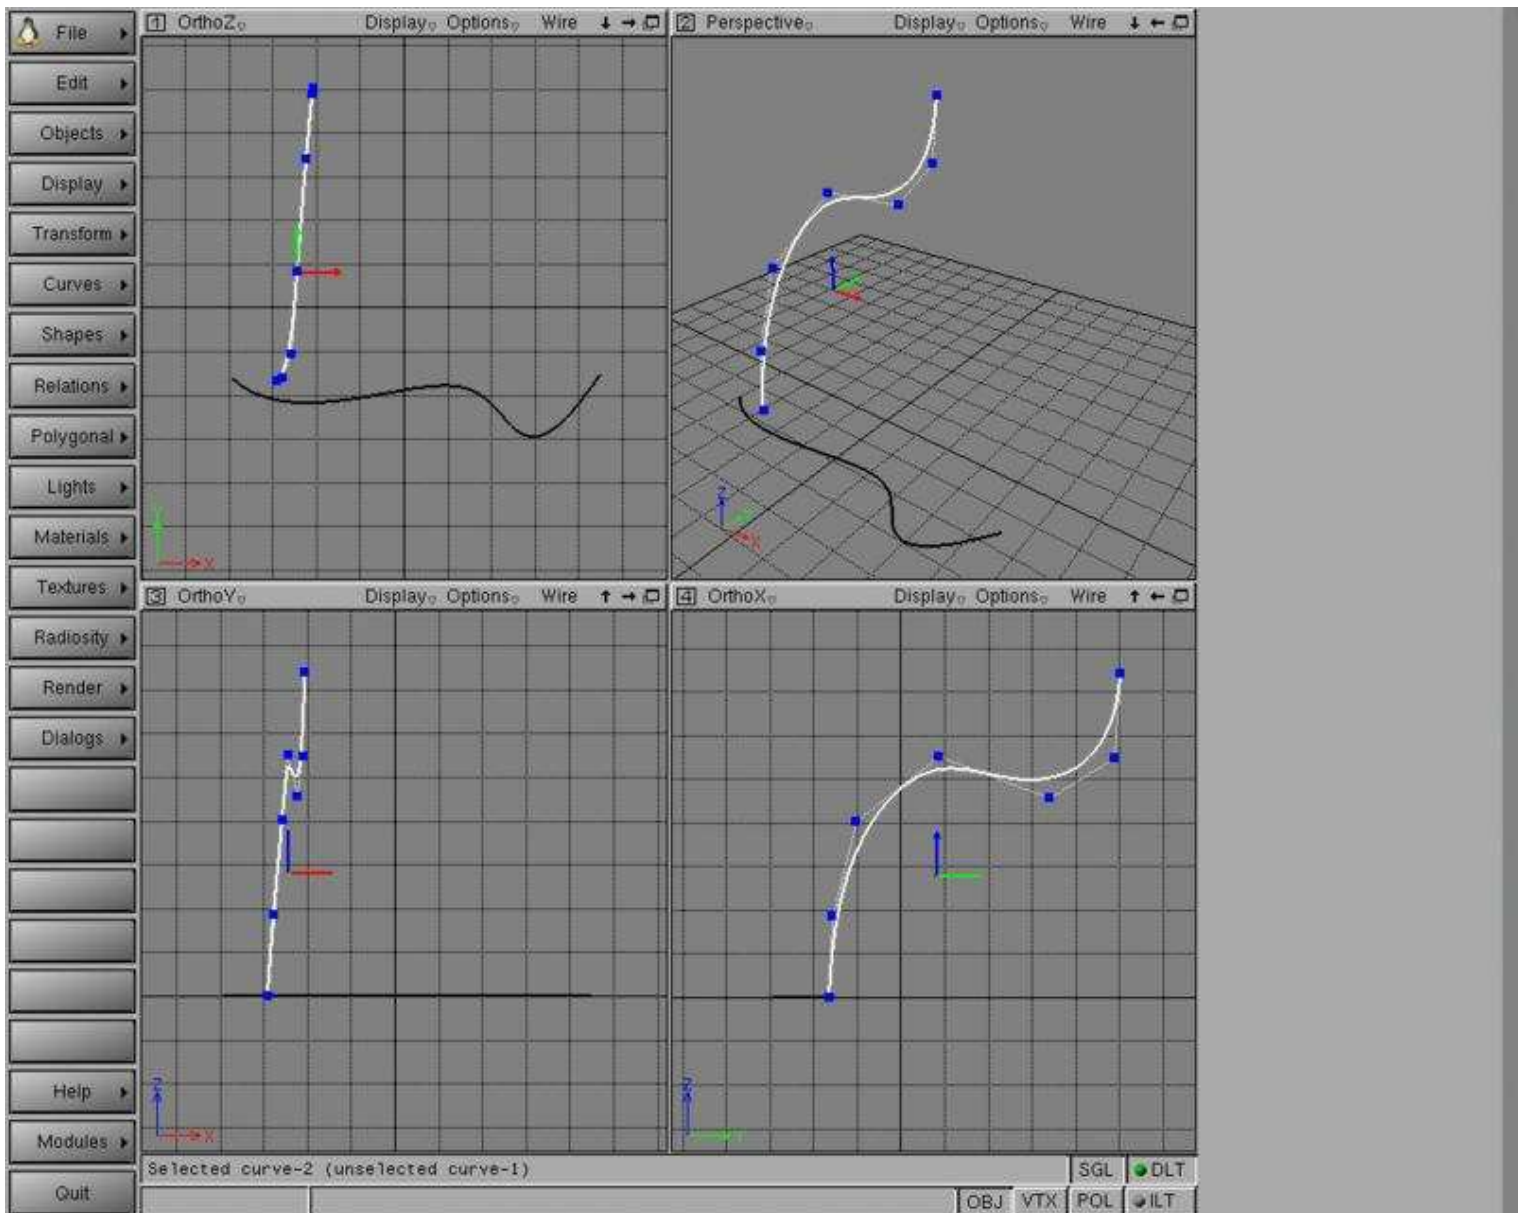 File
Edit
Objects
Display
Transform
Curves
Shapes
Relations
Polygonal
Lights
Materials
Textures
Radiosity
Render
Dialogs
Help
Modules
Quit
1 OrthoZ Display Options Wire
Y
X
2 Perspective Display Options Wire
Z
X
3 OrthoY Display Options Wire
Z
X
4 OrthoX Display Options Wire
Z
Selected curve-2 (unselected curve-1)
SGL DLT
OBJ VTX POL ILT